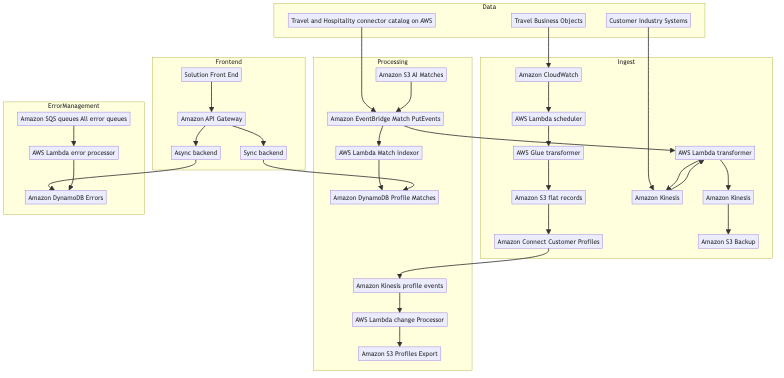 Data
Travel and Hospitality connector catalog on AWS
Travel Business Objects
Customer Industry Systems
Frontend
Solution Front End
Amazon API Gateway
Async backend
Sync backend
Processing
Amazon S3 AI Matches
Amazon EventBridge Match PutEvents
AWS Lambda Match Indexor
Amazon DynamoDB Profile Matches
Amazon Kinesis profile events
AWS Lambda change Processor
Amazon S3 Profiles Export
Ingest
Amazon CloudWatch
AWS Lambda scheduler
AWS Glue transformer
AWS Lambda transformer
Amazon S3 flat records
Amazon Kinesis
Amazon Kinesis
Amazon Connect Customer Profiles
Amazon S3 Backup
ErrorManagement
Amazon SQS queues All error queues
AWS Lambda error processor
Amazon DynamoDB Errors